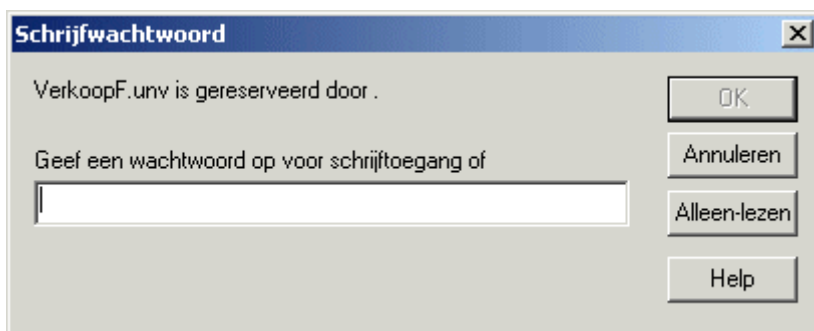 Schrijfwachtwoord
VerkoopF.unv is gereserveerd door .
OK
Geef een wachtwoord op voor schrijftoegang of
Annuleren
Alleen-lezen
Help